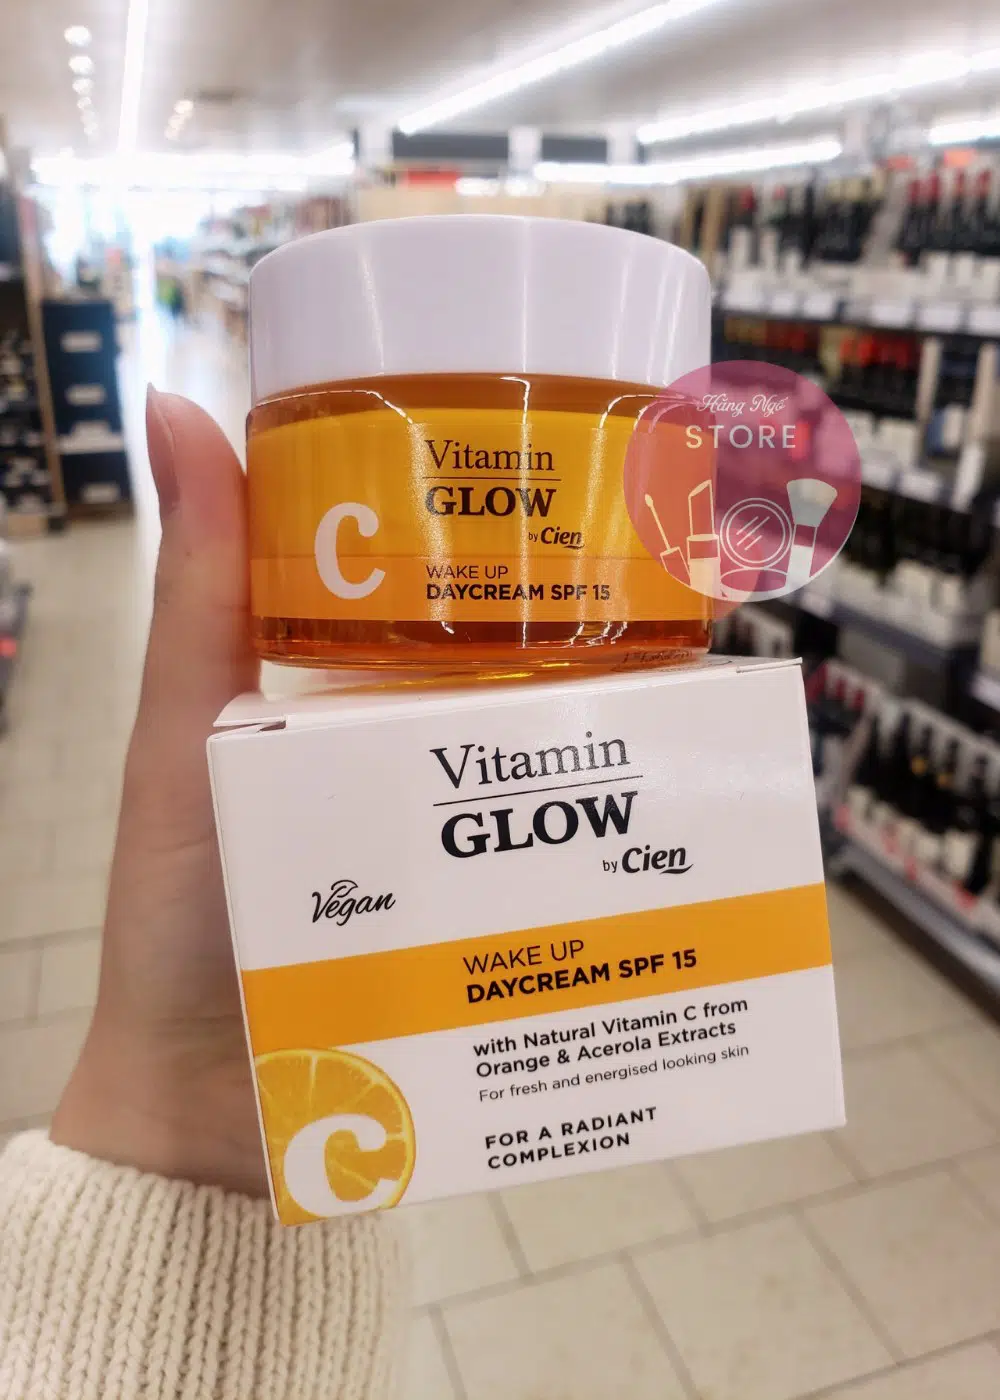 Vitamin
GLOW
by Cien
C
WAKE UP
DAYCREAM SPF 15
Hằng Ngố
STORE
Vitamin
GLOW
by Cien
Vegan
WAKE UP
DAYCREAM SPF 15
with Natural Vitamin C from
Orange & Acerola Extracts
For fresh and energised looking skin
C
FOR A RADIANT
COMPLEXION